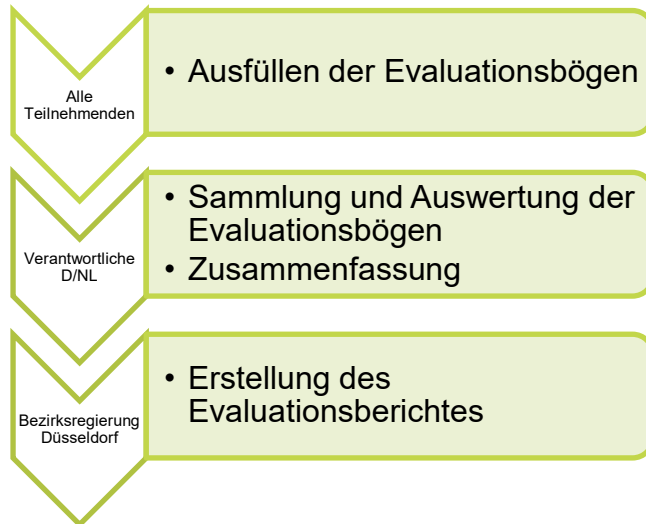 Alle
Teilnehmenden
• Ausfüllen der Evaluationsbögen
Verantwortliche
D/NL
• Sammlung und Auswertung der
Evaluationsbögen
• Zusammenfassung
Bezirksregierung
Düsseldorf
• Erstellung des
Evaluationsberichtes